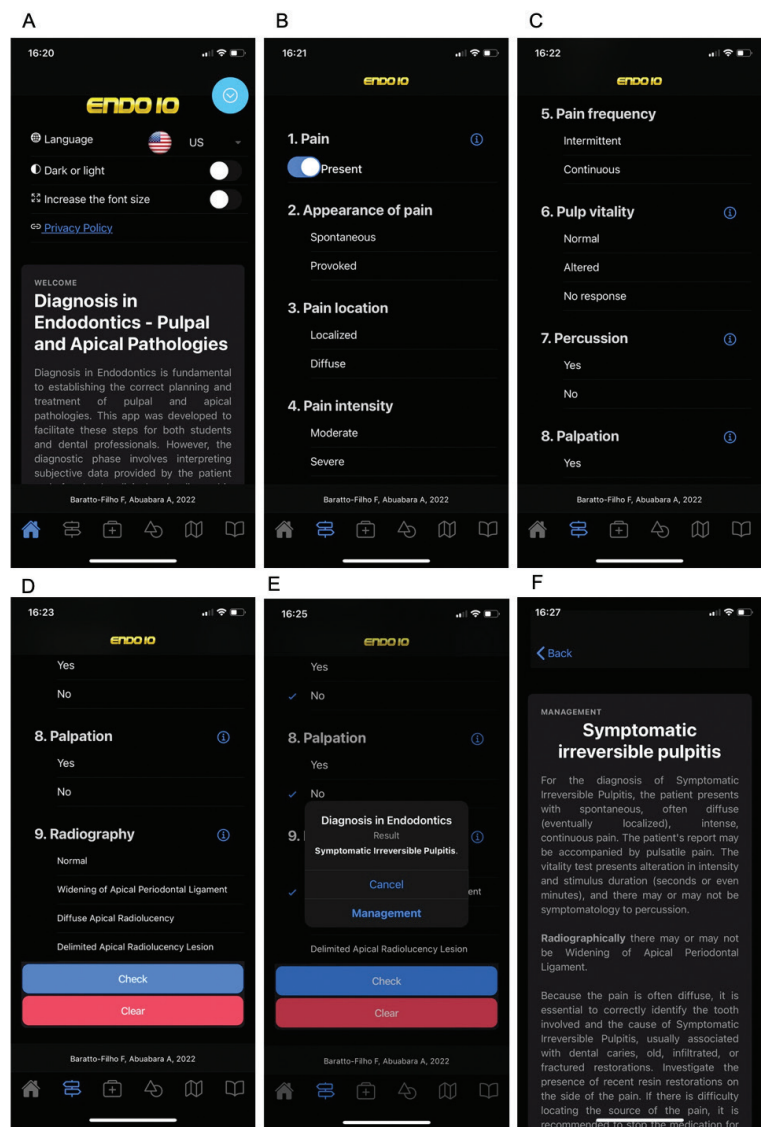 A
16:20
ENDO 10
Language
US
Dark or light
Increase the font size
Privacy Policy
WELCOME
Diagnosis in
Endodontics - Pulpal
and Apical Pathologies
Diagnosis in Endodontics is fundamental
to establishing the correct planning and
treatment of pulpal and apical
pathologies. This app was developed to
facilitate these steps for both students
and dental professionals. However, the
diagnostic phase involves interpreting
subjective data provided by the patient
Baratto-Filho F, Abuabara A, 2022
B
16:21
ENDO 10
1. Pain
Present
2. Appearance of pain
Spontaneous
Provoked
3. Pain location
Localized
Diffuse
4. Pain intensity
Moderate
Severe
Baratto-Filho F, Abuabara A, 2022
C
16:22
ENDO 10
5. Pain frequency
Intermittent
Continuous
6. Pulp vitality
Normal
Altered
No response
7. Percussion
Yes
No
8. Palpation
Yes
Baratto-Filho F, Abuabara A, 2022
D
16:23
ENDO 10
Yes
No
8. Palpation
Yes
No
9. Radiography
Normal
Widening of Apical Periodontal Ligament
Diffuse Apical Radiolucency
Delimited Apical Radiolucency Lesion
Check
Clear
Baratto-Filho F, Abuabara A, 2022
E
16:25
ENDO 10
Yes
No
8. Palpation
Yes
No
9.
Diagnosis in Endodontics
Result
Symptomatic Irreversible Pulpitis.
Cancel
Management
ent
Delimited Apical Radiolucency Lesion
Check
Clear
Baratto-Filho F, Abuabara A, 2022
F
16:27
Back
MANAGEMENT
Symptomatic
irreversible pulpitis
For the diagnosis of Symptomatic
Irreversible Pulpitis, the patient presents
with spontaneous, often diffuse
(eventually localized), intense,
continuous pain. The patient's report may
be accompanied by pulsatile pain. The
vitality test presents alteration in intensity
and stimulus duration (seconds or even
minutes), and there may or may not be
symptomatology to percussion.
Radiographically there may or may not
be Widening of Apical Periodontal
Ligament.
Because the pain is often diffuse, it is
essential to correctly identify the tooth
involved and the cause of Symptomatic
Irreversible Pulpitis, usually associated
with dental caries, old, infiltrated, or
fractured restorations. Investigate the
presence of recent resin restorations on
the side of the pain. If there is difficulty
locating the source of the pain, it is
recommended to stop the medication for